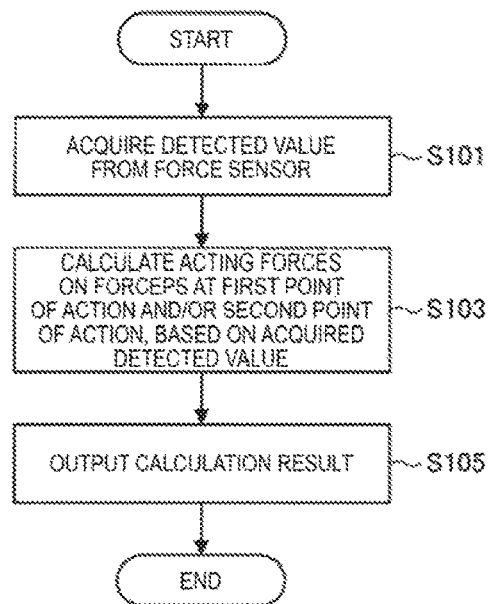 START
ACQUIRE DETECTED VALUE
FROM FORCE SENSOR
S101
CALCULATE ACTING FORCES
ON FORCEPS AT FIRST POINT
OF ACTION AND/OR SECOND POINT
OF ACTION, BASED ON ACQUIRED
DETECTED VALUE
S103
OUTPUT CALCULATION RESULT
S105
END